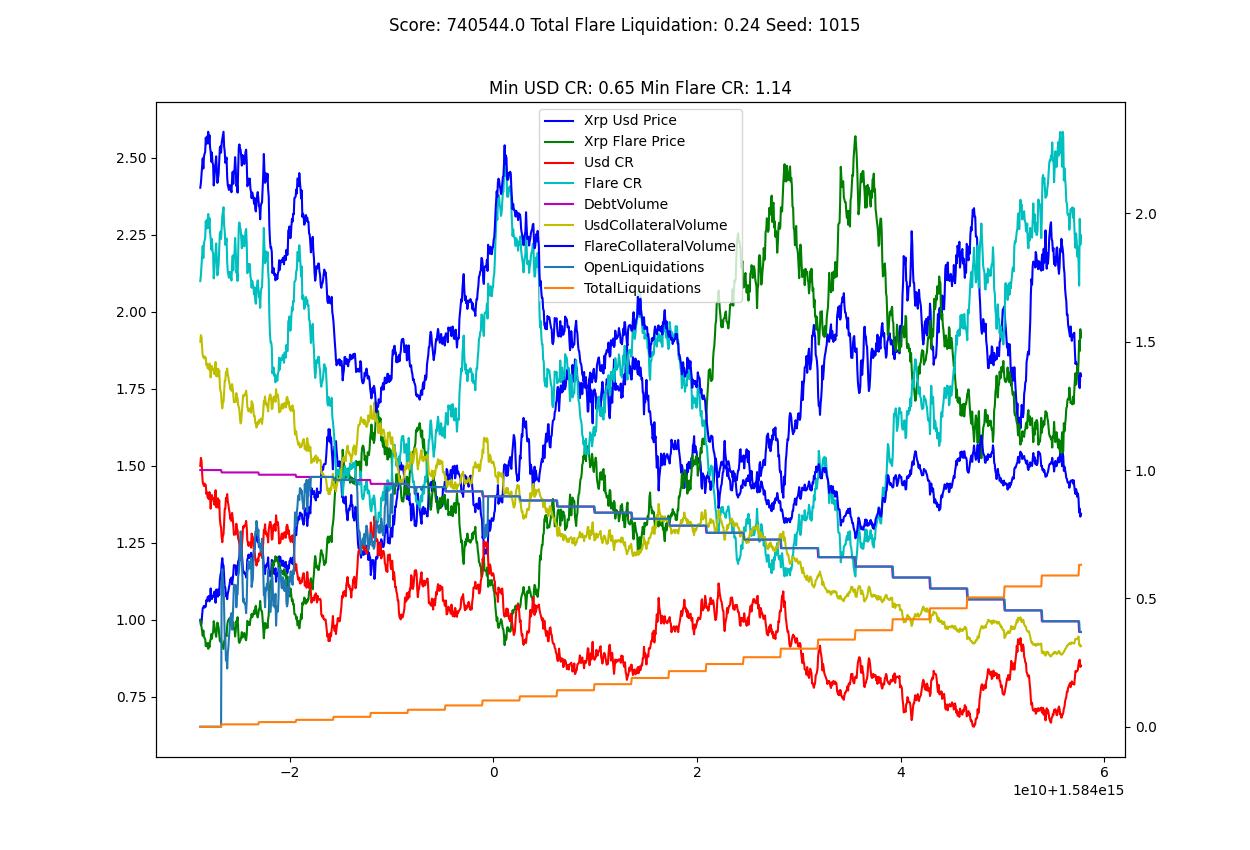 Score: 740544.0 Total Flare Liquidation: 0.24 Seed: 1015
Min USD CR: 0.65 Min Flare CR: 1.14
Xrp Usd Price
Xrp Flare Price
Usd CR
Flare CR
DebtVolume
UsdCollateralVolume
FlareCollateralVolume
OpenLiquidations
TotalLiquidations
2.50
2.25
2.00
1.75
1.50
1.25
1.00
0.75
2.0
1.5
1.0
0.5
0.0
−2 0 2 4 6
1e10+1.584e15